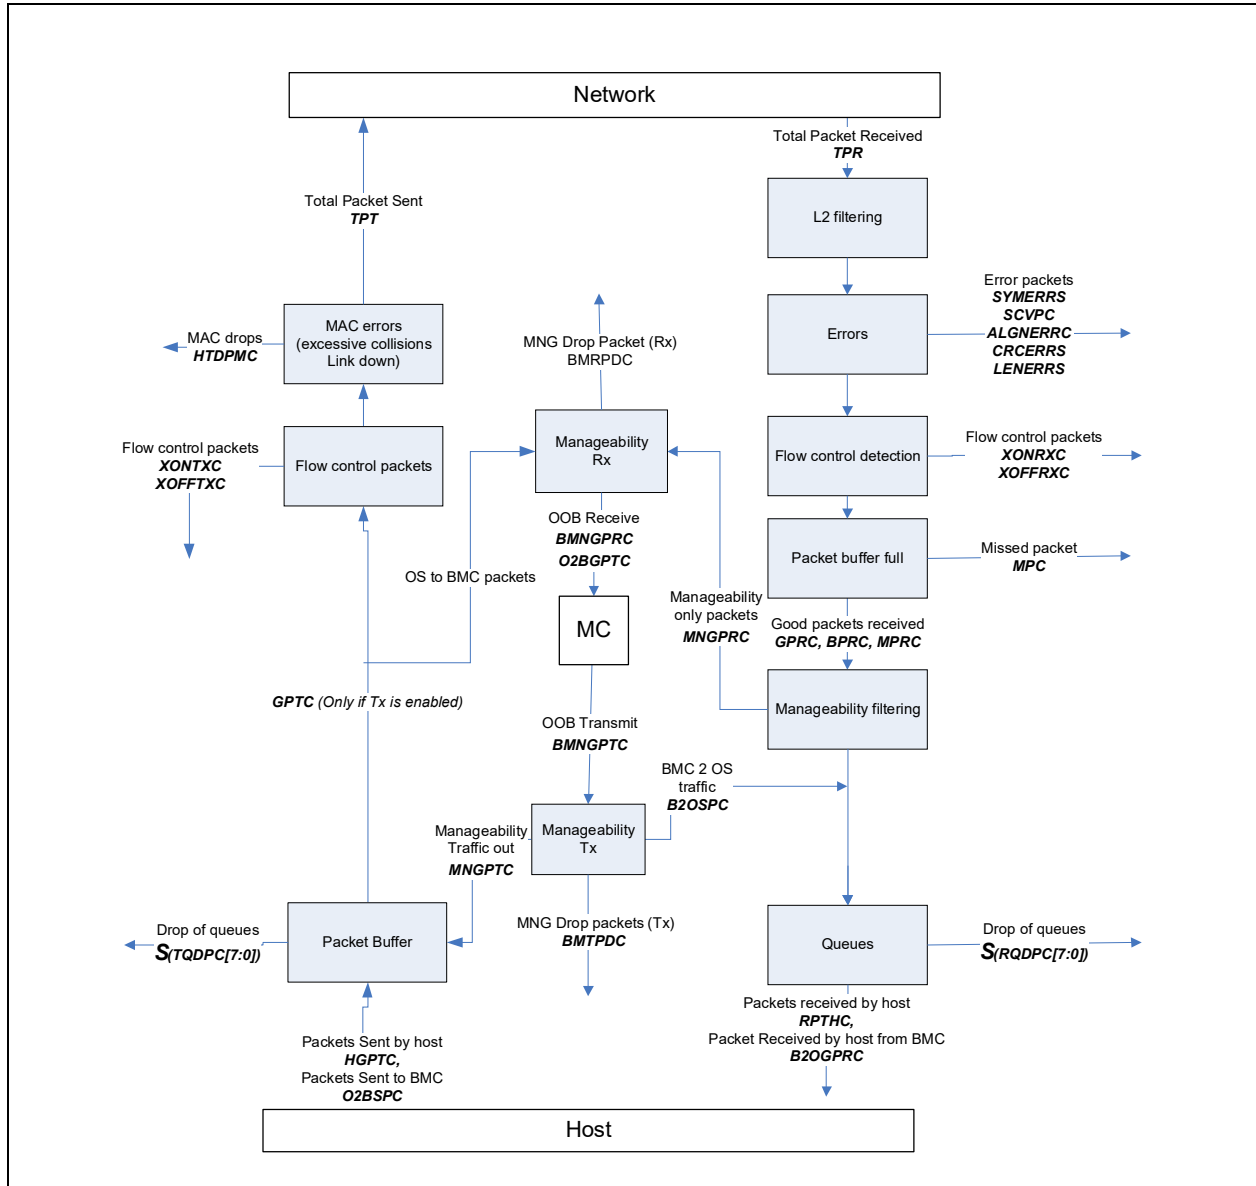 Network
Total Packet Received
TPR
L2 filtering
Total Packet Sent
TPT
Error packets
SYMERRS
SCVPC
ALGNERRC
CRCERRS
LENERRS
Errors
MAC errors
(excessive collisions
Link down)
MAC drops
HTDPMC
MNG Drop Packet (Rx)
BMRPDC
Flow control packets
XONTXC
XOFFTXC
Flow control packets
Manageability
Rx
Flow control detection
Flow control packets
XONRXC
XOFFRXC
OOB Receive
BMNGPRC
O2BGPTC
Packet buffer full
Missed packet
MPC
OS to BMC packets
Manageability
only packets
MNGPRC
MC
Good packets received
GPRC, BPRC, MPRC
GPTC (Only if Tx is enabled)
Manageability filtering
OOB Transmit
BMNGPTC
BMC 2 OS
traffic
B2OSPC
Manageability
Traffic out
MNGPTC
Manageability
Tx
MNG Drop packets (Tx)
BMTPDC
Drop of queues
S(TQDPC[7:0])
Packet Buffer
Queues
Drop of queues
S(RQDPC[7:0])
Packets received by host
RPTHC,
Packet Received by host from BMC
B2OGPRC
Packets Sent by host
HGPTC,
Packets Sent to BMC
O2BSPC
Host